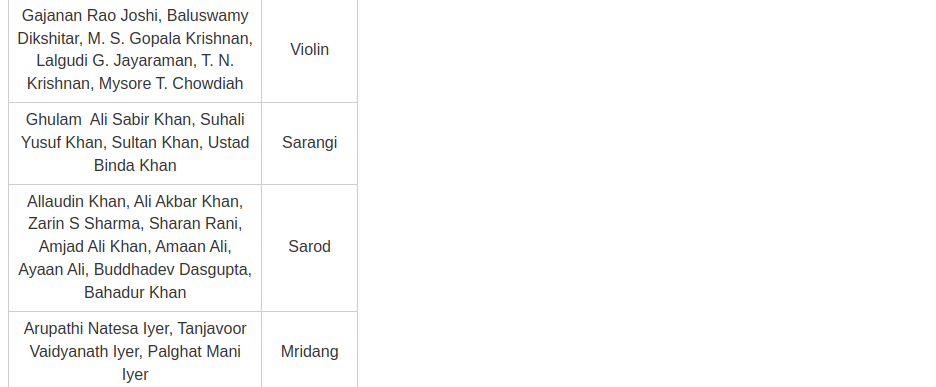 Gajanan Rao Joshi, Baluswamy
Dikshitar, M. S. Gopala Krishnan,
Lalgudi G. Jayaraman, T. N.
Krishnan, Mysore T. Chowdiah
Violin
Ghulam  Ali Sabir Khan, Suhali
Yusuf Khan, Sultan Khan, Ustad
Binda Khan
Sarangi
Allaudin Khan, Ali Akbar Khan,
Zarin S Sharma, Sharan Rani,
Amjad Ali Khan, Amaan Ali,
Ayaan Ali, Buddhadev Dasgupta,
Bahadur Khan
Sarod
Arupathi Natesa Iyer, Tanjavoor
Vaidyanath Iyer, Palghat Mani
Iyer
Mridang